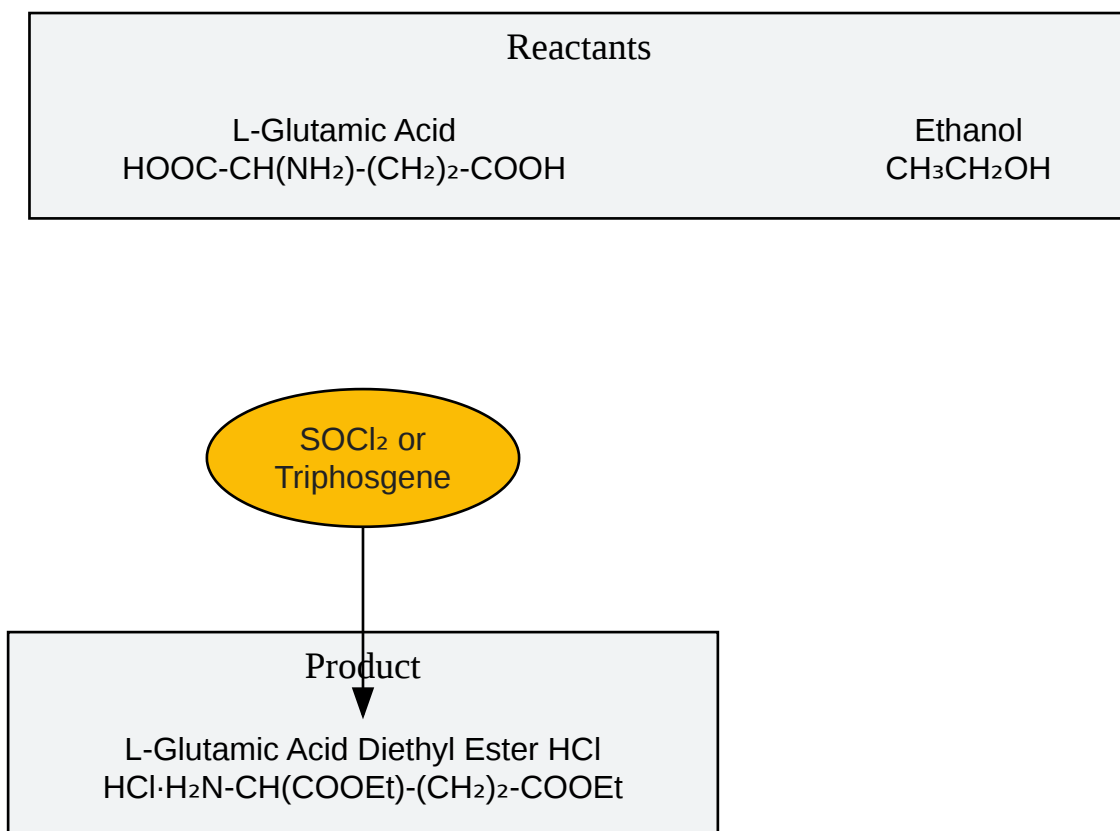 Reactants
L-Glutamic Acid
HOOC-CH(NH₂)-(CH₂)₂-COOH
Ethanol
CH₃CH₂OH
SOCl₂ or
Triphosgene
Product
L-Glutamic Acid Diethyl Ester HCl
HCl·H₂N-CH(COOEt)-(CH₂)₂-COOEt